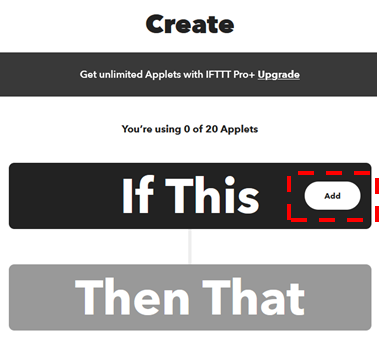 Create
Get unlimited Applets with IFTTT Pro+ Upgrade
You're using 0 of 20 Applets
If This
Add
Then That